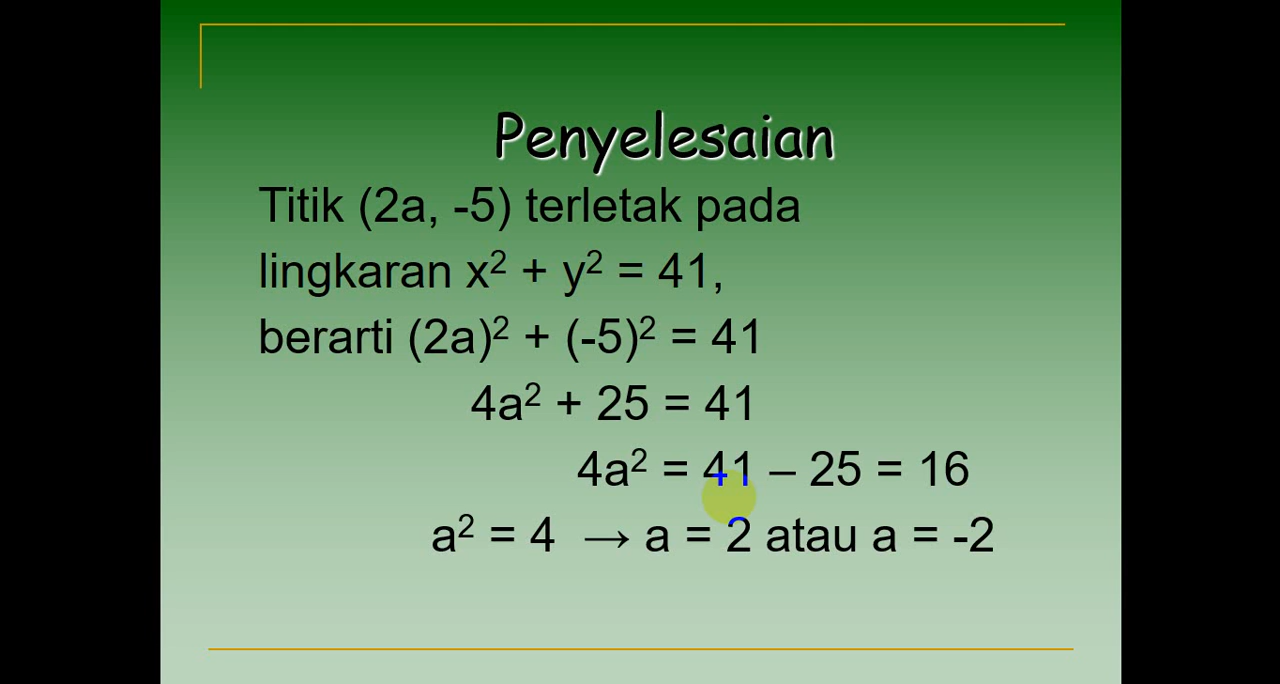 Penyelesaian
Titik (2a, -5) terletak pada
lingkaran x² + y² = 41,
berarti (2a)² + (-5)² = 41
4a² + 25 = 41
4a² = 41 – 25 = 16
a² = 4 → a = 2 atau a = -2